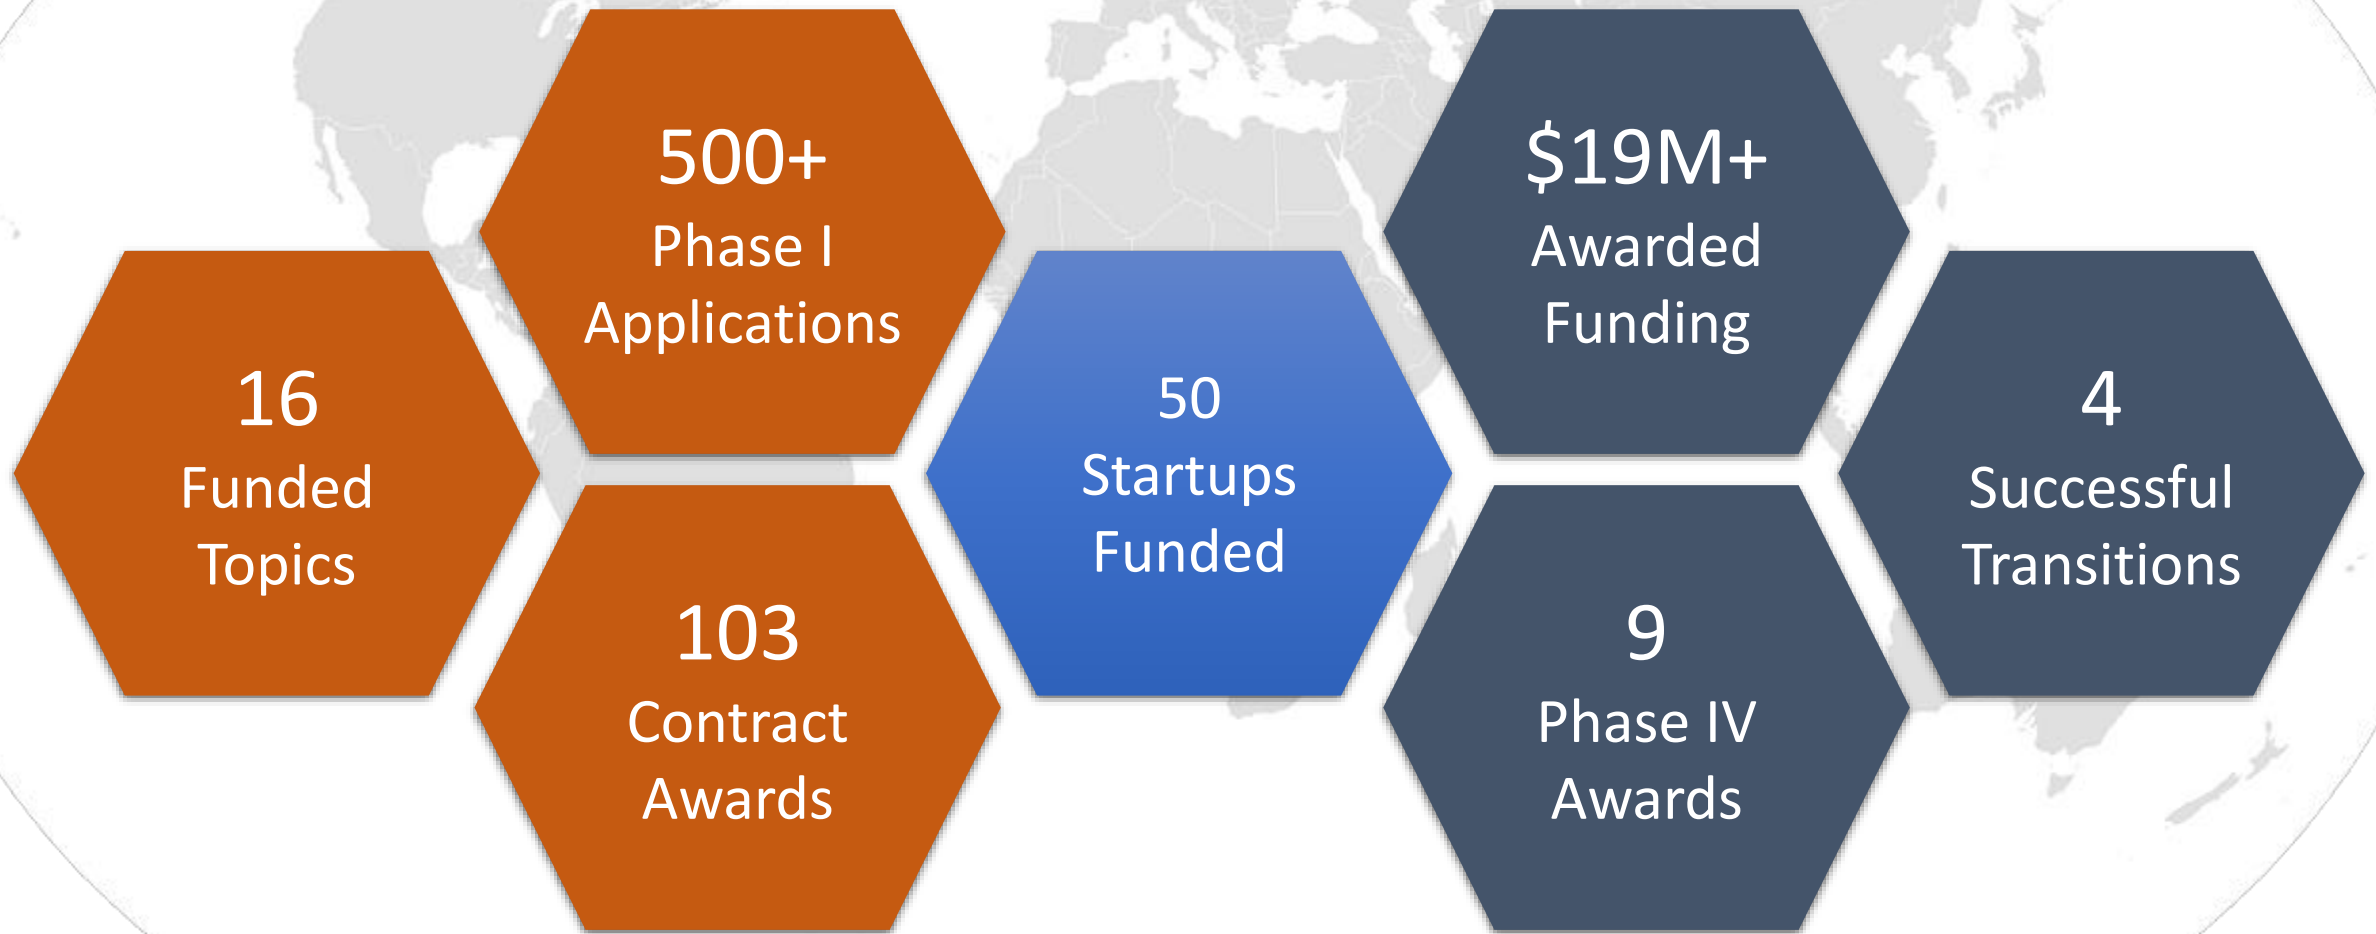 16
Funded
Topics
500+
Phase I
Applications
103
Contract
Awards
50
Startups
Funded
$19M+
Awarded
Funding
9
Phase IV
Awards
4
Successful
Transitions